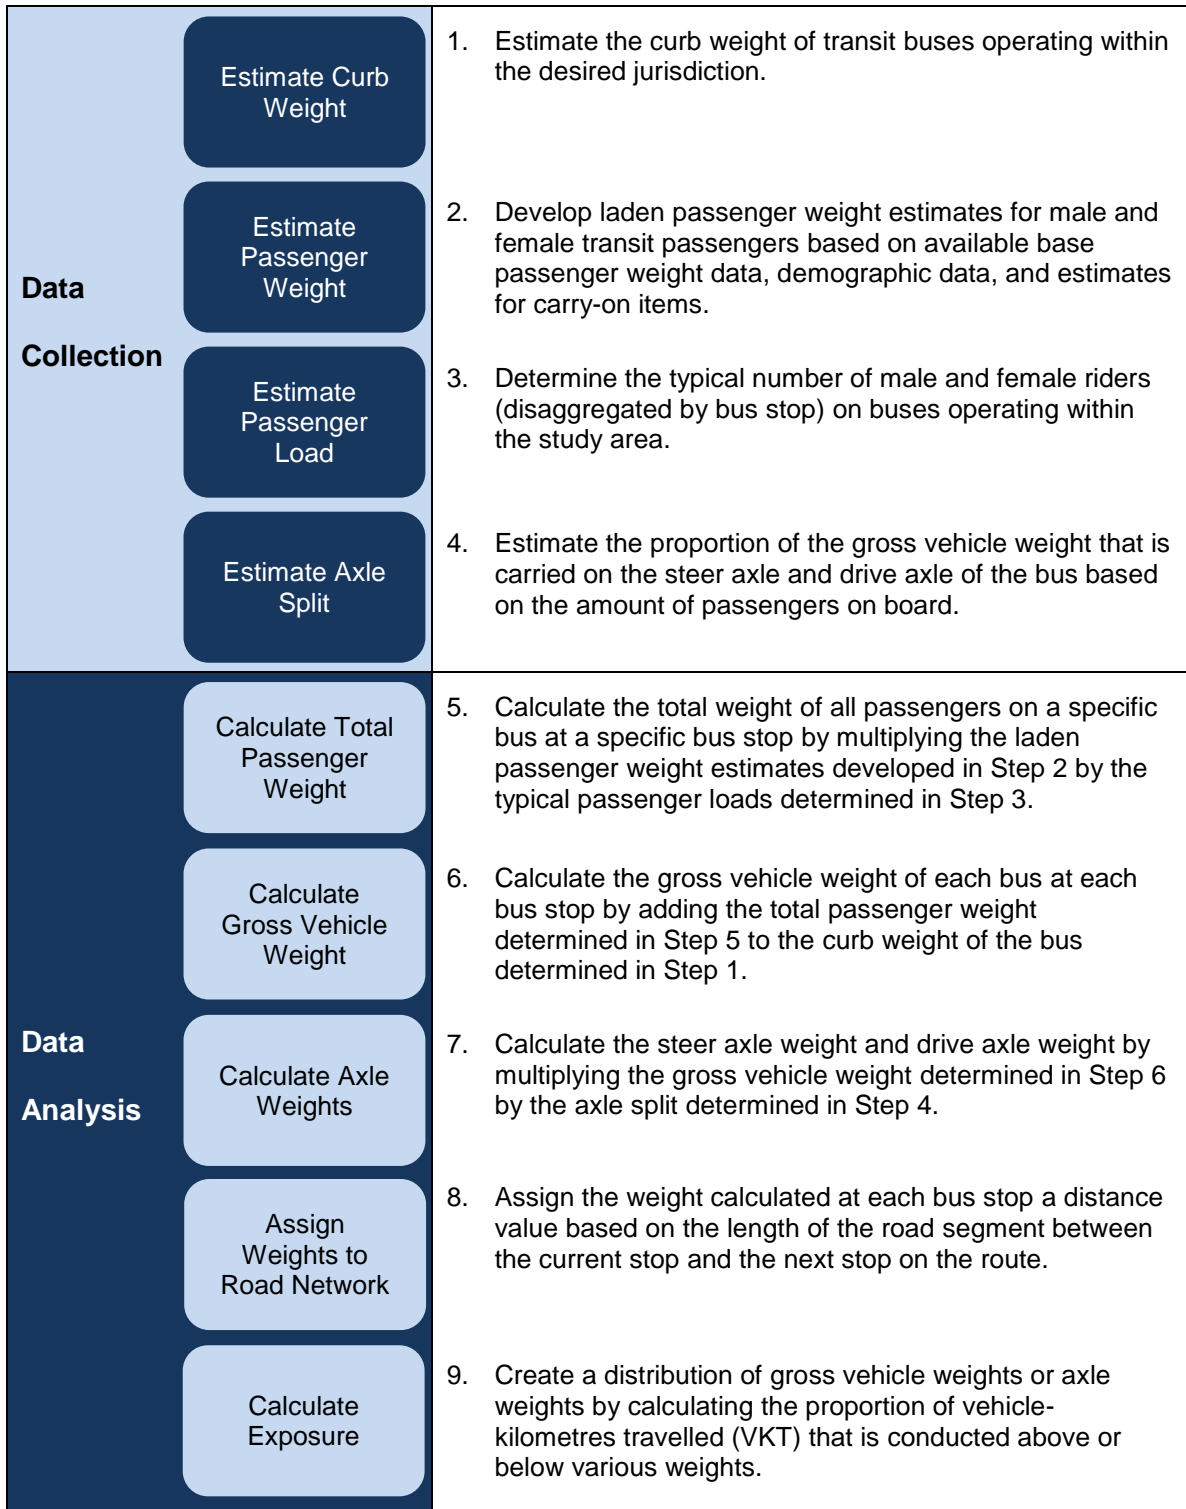 Data
Collection
Estimate Curb
Weight
1. Estimate the curb weight of transit buses operating within
the desired jurisdiction.
Estimate
Passenger
Weight
2. Develop laden passenger weight estimates for male and
female transit passengers based on available base
passenger weight data, demographic data, and estimates
for carry-on items.
Estimate
Passenger
Load
3. Determine the typical number of male and female riders
(disaggregated by bus stop) on buses operating within
the study area.
Estimate Axle
Split
4. Estimate the proportion of the gross vehicle weight that is
carried on the steer axle and drive axle of the bus based
on the amount of passengers on board.
Data
Analysis
Calculate Total
Passenger
Weight
5. Calculate the total weight of all passengers on a specific
bus at a specific bus stop by multiplying the laden
passenger weight estimates developed in Step 2 by the
typical passenger loads determined in Step 3.
Calculate
Gross Vehicle
Weight
6. Calculate the gross vehicle weight of each bus at each
bus stop by adding the total passenger weight
determined in Step 5 to the curb weight of the bus
determined in Step 1.
Calculate Axle
Weights
7. Calculate the steer axle weight and drive axle weight by
multiplying the gross vehicle weight determined in Step 6
by the axle split determined in Step 4.
Assign
Weights to
Road Network
8. Assign the weight calculated at each bus stop a distance
value based on the length of the road segment between
the current stop and the next stop on the route.
Calculate
Exposure
9. Create a distribution of gross vehicle weights or axle
weights by calculating the proportion of vehicle-
kilometres travelled (VKT) that is conducted above or
below various weights.